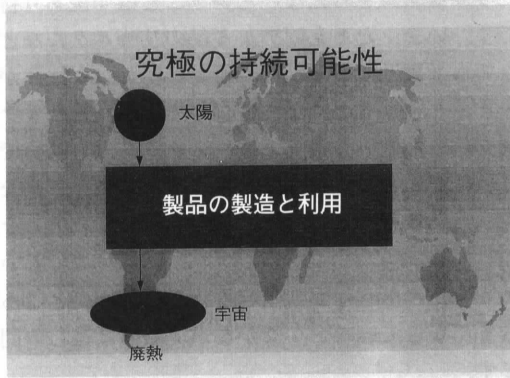 究極の持続可能性
太陽
製品の製造と利用
宇宙
廃熱